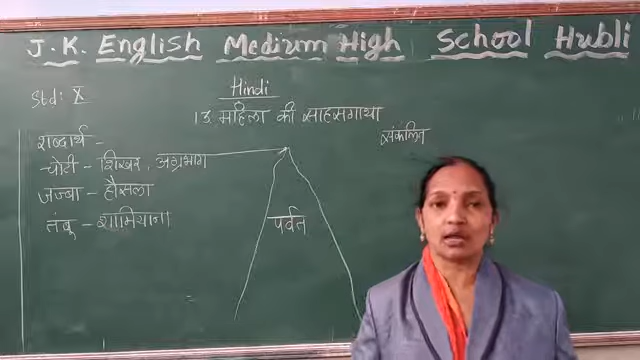 J.K. English Medium High School Hubli
Hindi
Std: X
13. महिला की साहसगाथा
संकलित
शब्दार्थ -
चोटी - शिखर, अग्रभाग
जज्बा - हौसला
तंबू - शामियाना
पर्वत